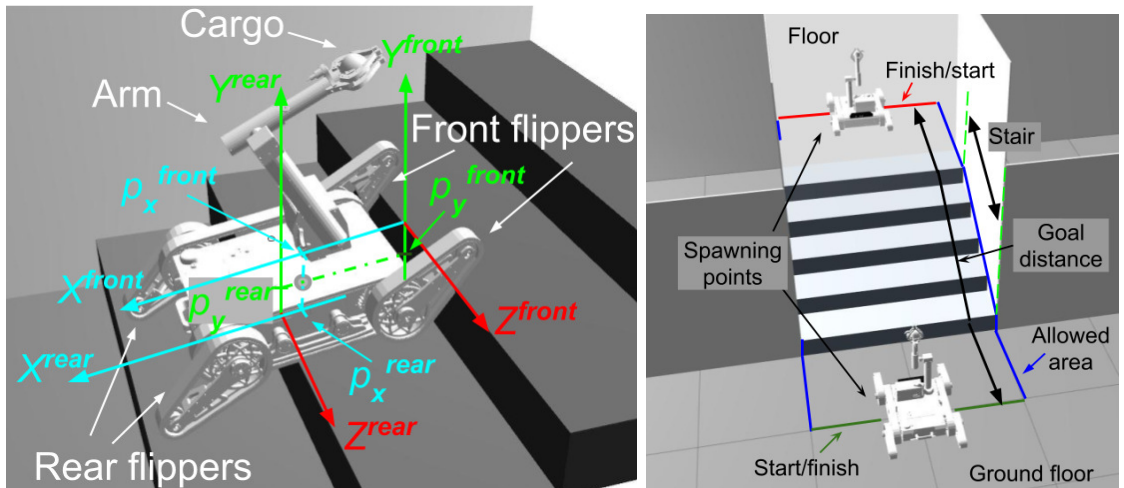 Cargo
Arm
Y^rear
Y^front
Front flippers
p_x^front
p_y^front
X^front
p_y^rear
Z^front
X^rear
p_x^rear
Z^rear
Rear flippers
Floor
Finish/start
Stair
Spawning
points
Goal
distance
Allowed
area
Start/finish
Ground floor